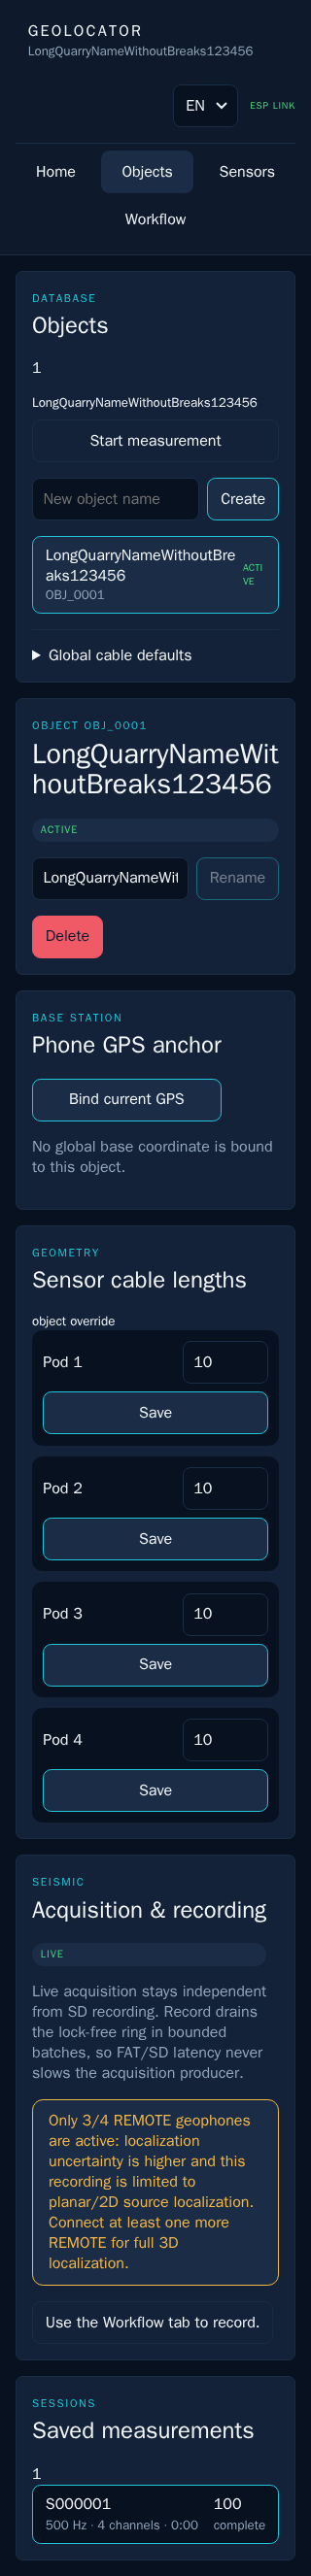 GEOLOCATOR
LongQuarryNameWithoutBreaks123456
EN
ESP LINK
Home
Objects
Sensors
Workflow
DATABASE
Objects
1
LongQuarryNameWithoutBreaks123456
Start measurement
New object name
Create
LongQuarryNameWithoutBre
aks123456
OBJ_0001
ACTI
VE
Global cable defaults
OBJECT OBJ_0001
LongQuarryNameWit
houtBreaks123456
ACTIVE
LongQuarryNameWit
Rename
Delete
BASE STATION
Phone GPS anchor
Bind current GPS
No global base coordinate is bound
to this object.
GEOMETRY
Sensor cable lengths
object override
Pod 1
10
Save
Pod 2
10
Save
Pod 3
10
Save
Pod 4
10
Save
SEISMIC
Acquisition & recording
LIVE
Live acquisition stays independent
from SD recording. Record drains
the lock-free ring in bounded
batches, so FAT/SD latency never
slows the acquisition producer.
Only 3/4 REMOTE geophones
are active: localization
uncertainty is higher and this
recording is limited to
planar/2D source localization.
Connect at least one more
REMOTE for full 3D
localization.
Use the Workflow tab to record.
SESSIONS
Saved measurements
1
S000001
100
500 Hz · 4 channels · 0:00
complete